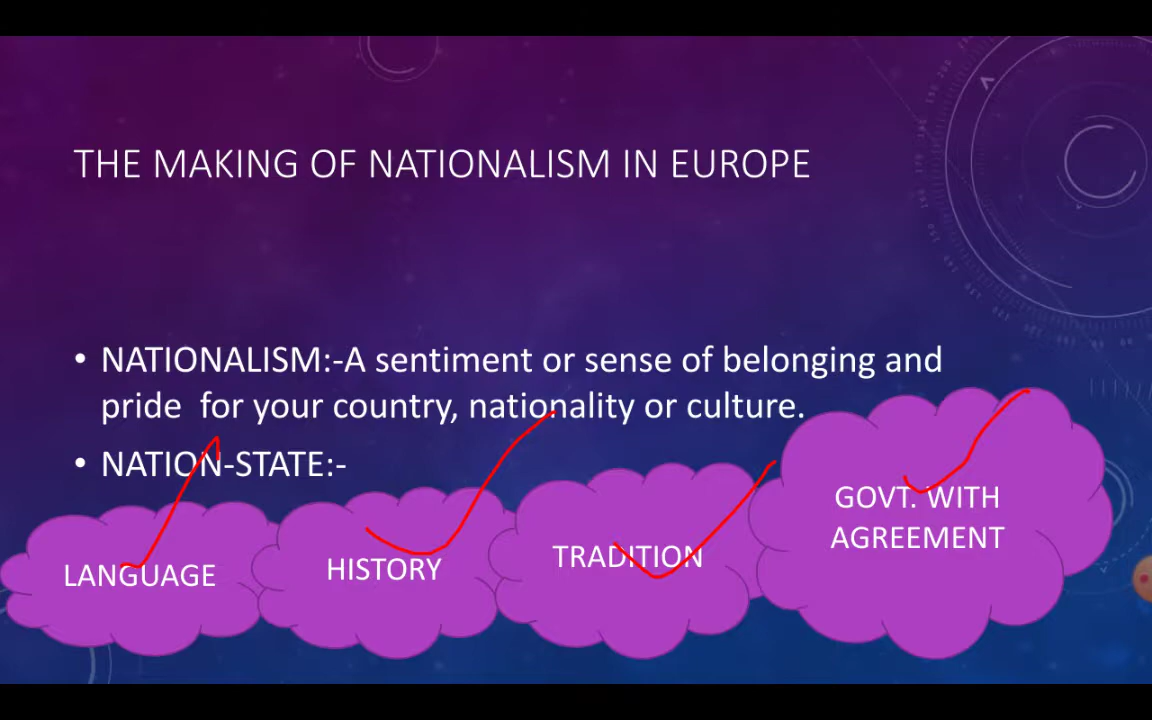 THE MAKING OF NATIONALISM IN EUROPE
• NATIONALISM:-A sentiment or sense of belonging and
pride for your country, nationality or culture.
• NATION-STATE:-
LANGUAGE
HISTORY
TRADITION
GOVT. WITH
AGREEMENT